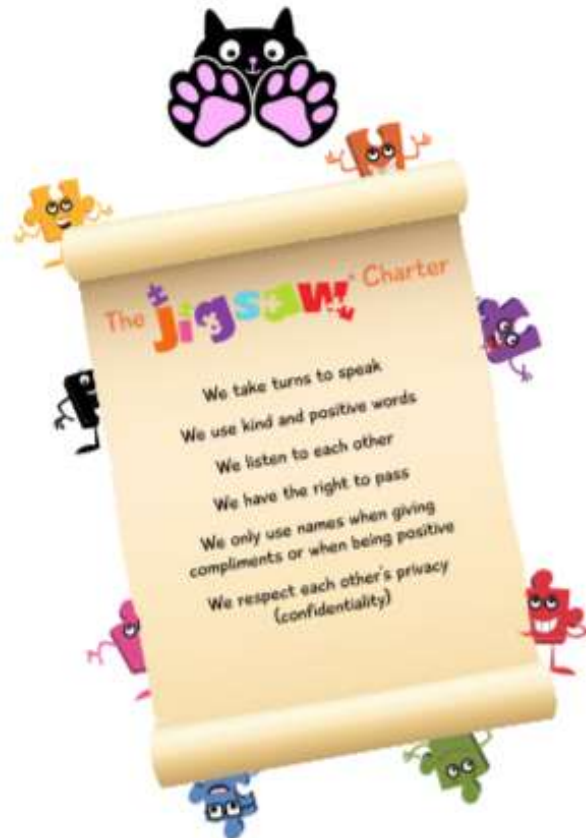 The Jigsaw Charter
We take turns to speak
We use kind and positive words
We listen to each other
We have the right to pass
We only use names when giving
compliments or when being positive
We respect each other's privacy
(confidentiality)